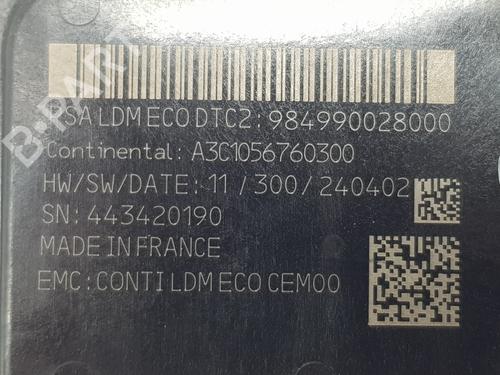 PSA LDM ECO DTC2: 984990028000
Continental: A3C1056760300
HW/SW/DATE: 11 / 300 / 240402
SN: 443420190
MADE IN FRANCE
EMC: CONTI LDM ECO CEM00
B-PARTS